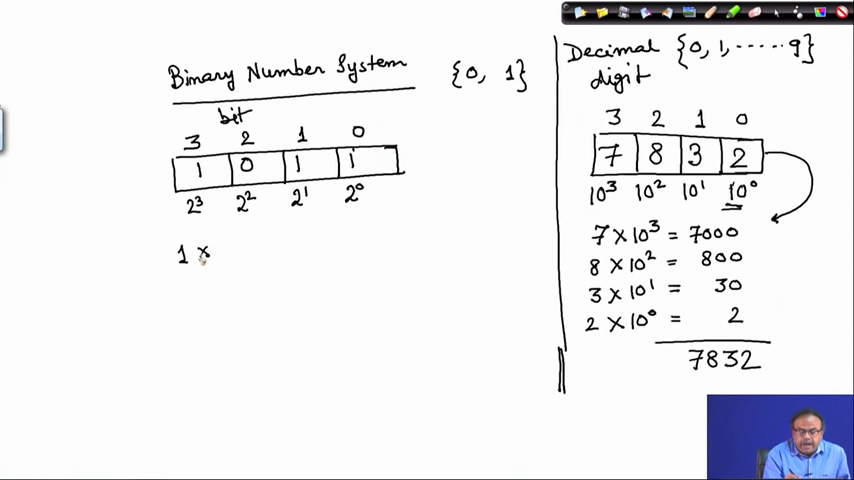 Binary Number System {0, 1}
bit
3 2 1 0
1 0 1 1
2³ 2² 2¹ 2⁰
1 ×
Decimal {0, 1, ..... 9}
digit
3 2 1 0
7 8 3 2
10³ 10² 10¹ 10⁰
7 × 10³ = 7000
8 × 10² = 800
3 × 10¹ = 30
2 × 10⁰ = 2
7832